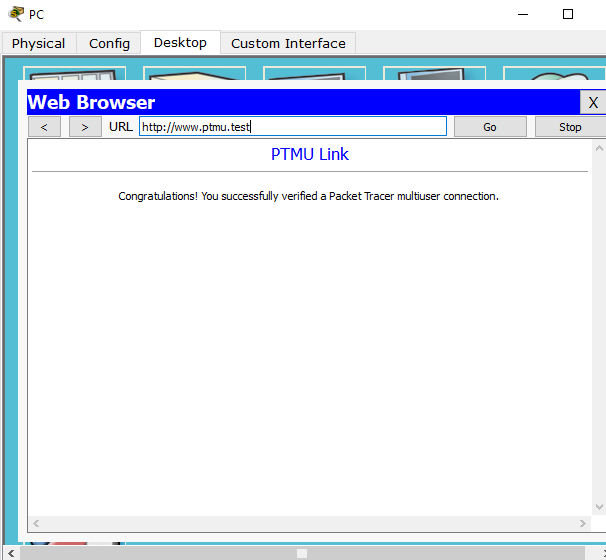 PC
Physical Config Desktop Custom Interface
Web Browser X
< > URL http://www.ptmu.test Go Stop
PTMU Link
Congratulations! You successfully verified a Packet Tracer multiuser connection.